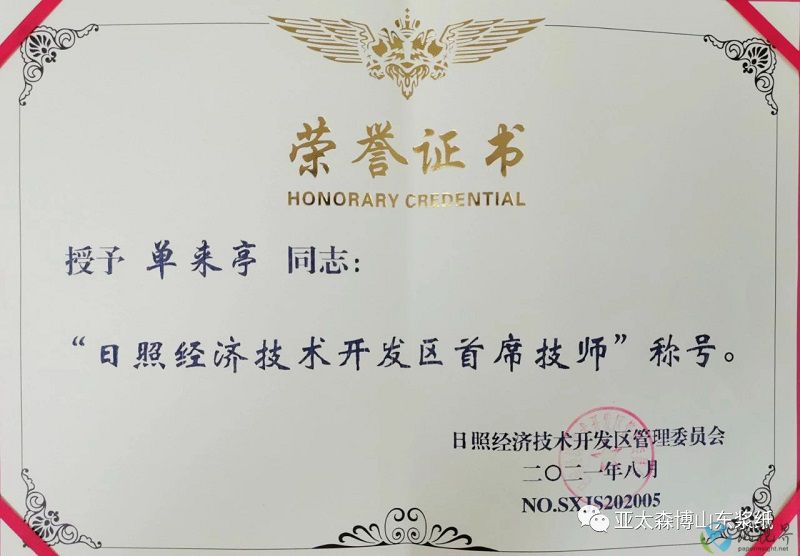 荣誉证书
HONORARY CREDENTIAL
授予 单来亭 同志：
“日照经济技术开发区首席技师”称号。
日照经济技术开发区管理委员会
二〇二一年八月
NO.SXJS202005
亚太森博山东浆纸
paperinsight.net